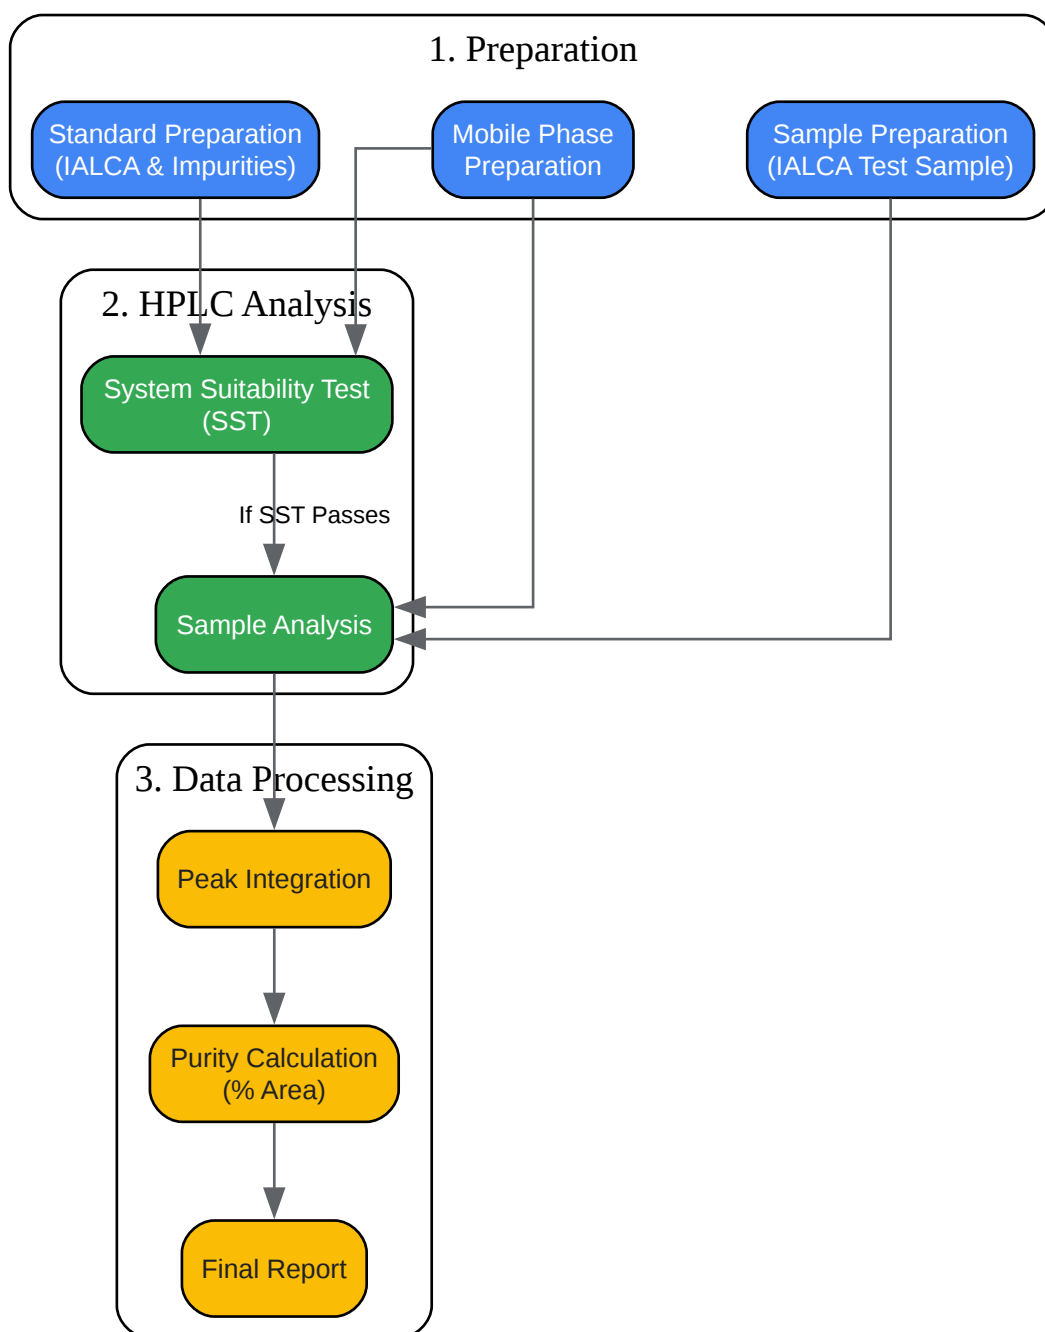 1. Preparation
Standard Preparation
(IALCA & Impurities)
Mobile Phase
Preparation
Sample Preparation
(IALCA Test Sample)
2. HPLC Analysis
System Suitability Test
(SST)
If SST Passes
Sample Analysis
3. Data Processing
Peak Integration
Purity Calculation
(% Area)
Final Report